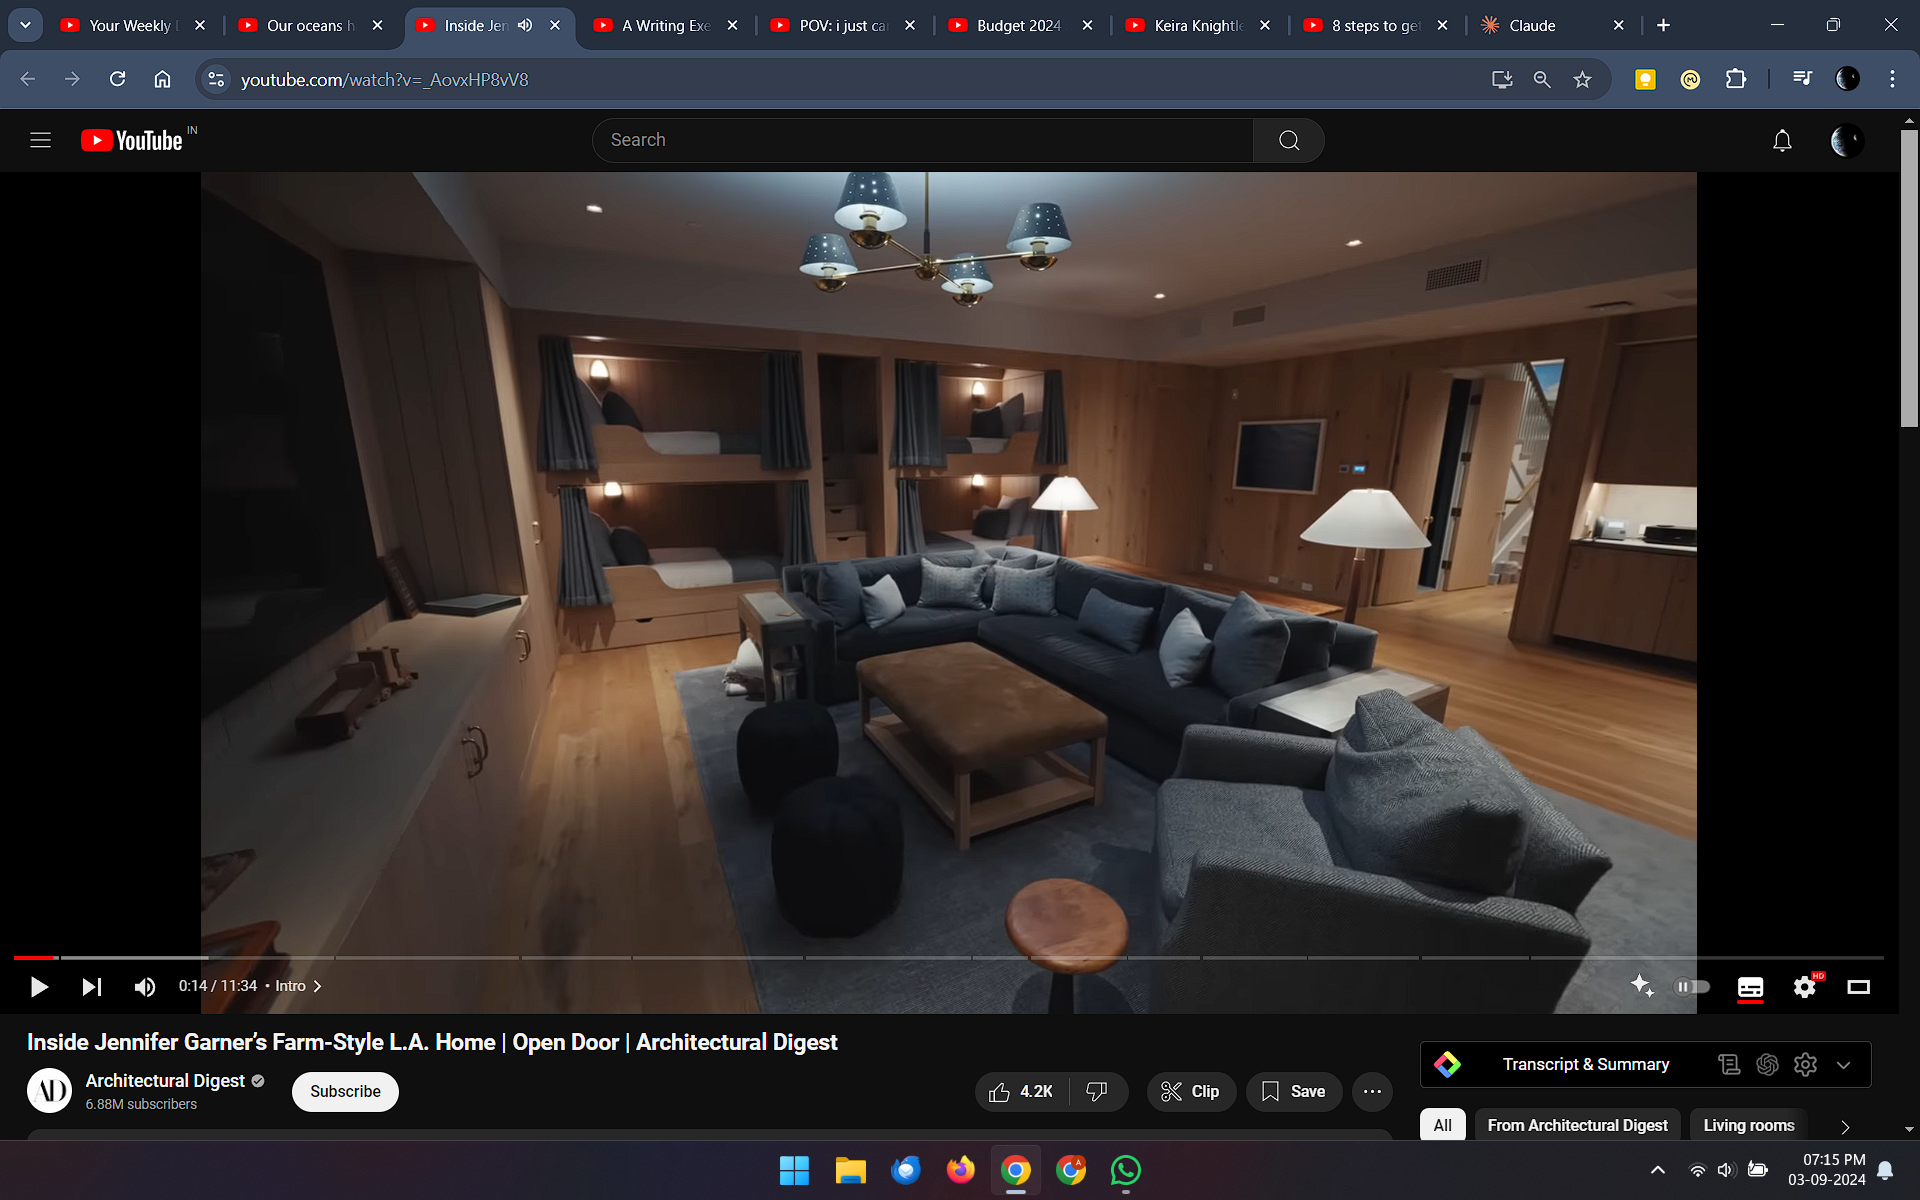 Your Weekly
Our oceans h
Inside Jen
A Writing Exe
POV: i just ca
Budget 2024
Keira Knightle
8 steps to get
Claude
youtube.com/watch?v=_AovxHP8vV8
YouTube IN
Search
0:14 / 11:34 • Intro
HD
Inside Jennifer Garner’s Farm-Style L.A. Home | Open Door | Architectural Digest
AD
Architectural Digest
6.88M subscribers
Subscribe
4.2K
Clip
Save
Transcript & Summary
All
From Architectural Digest
Living rooms
07:15 PM
03-09-2024